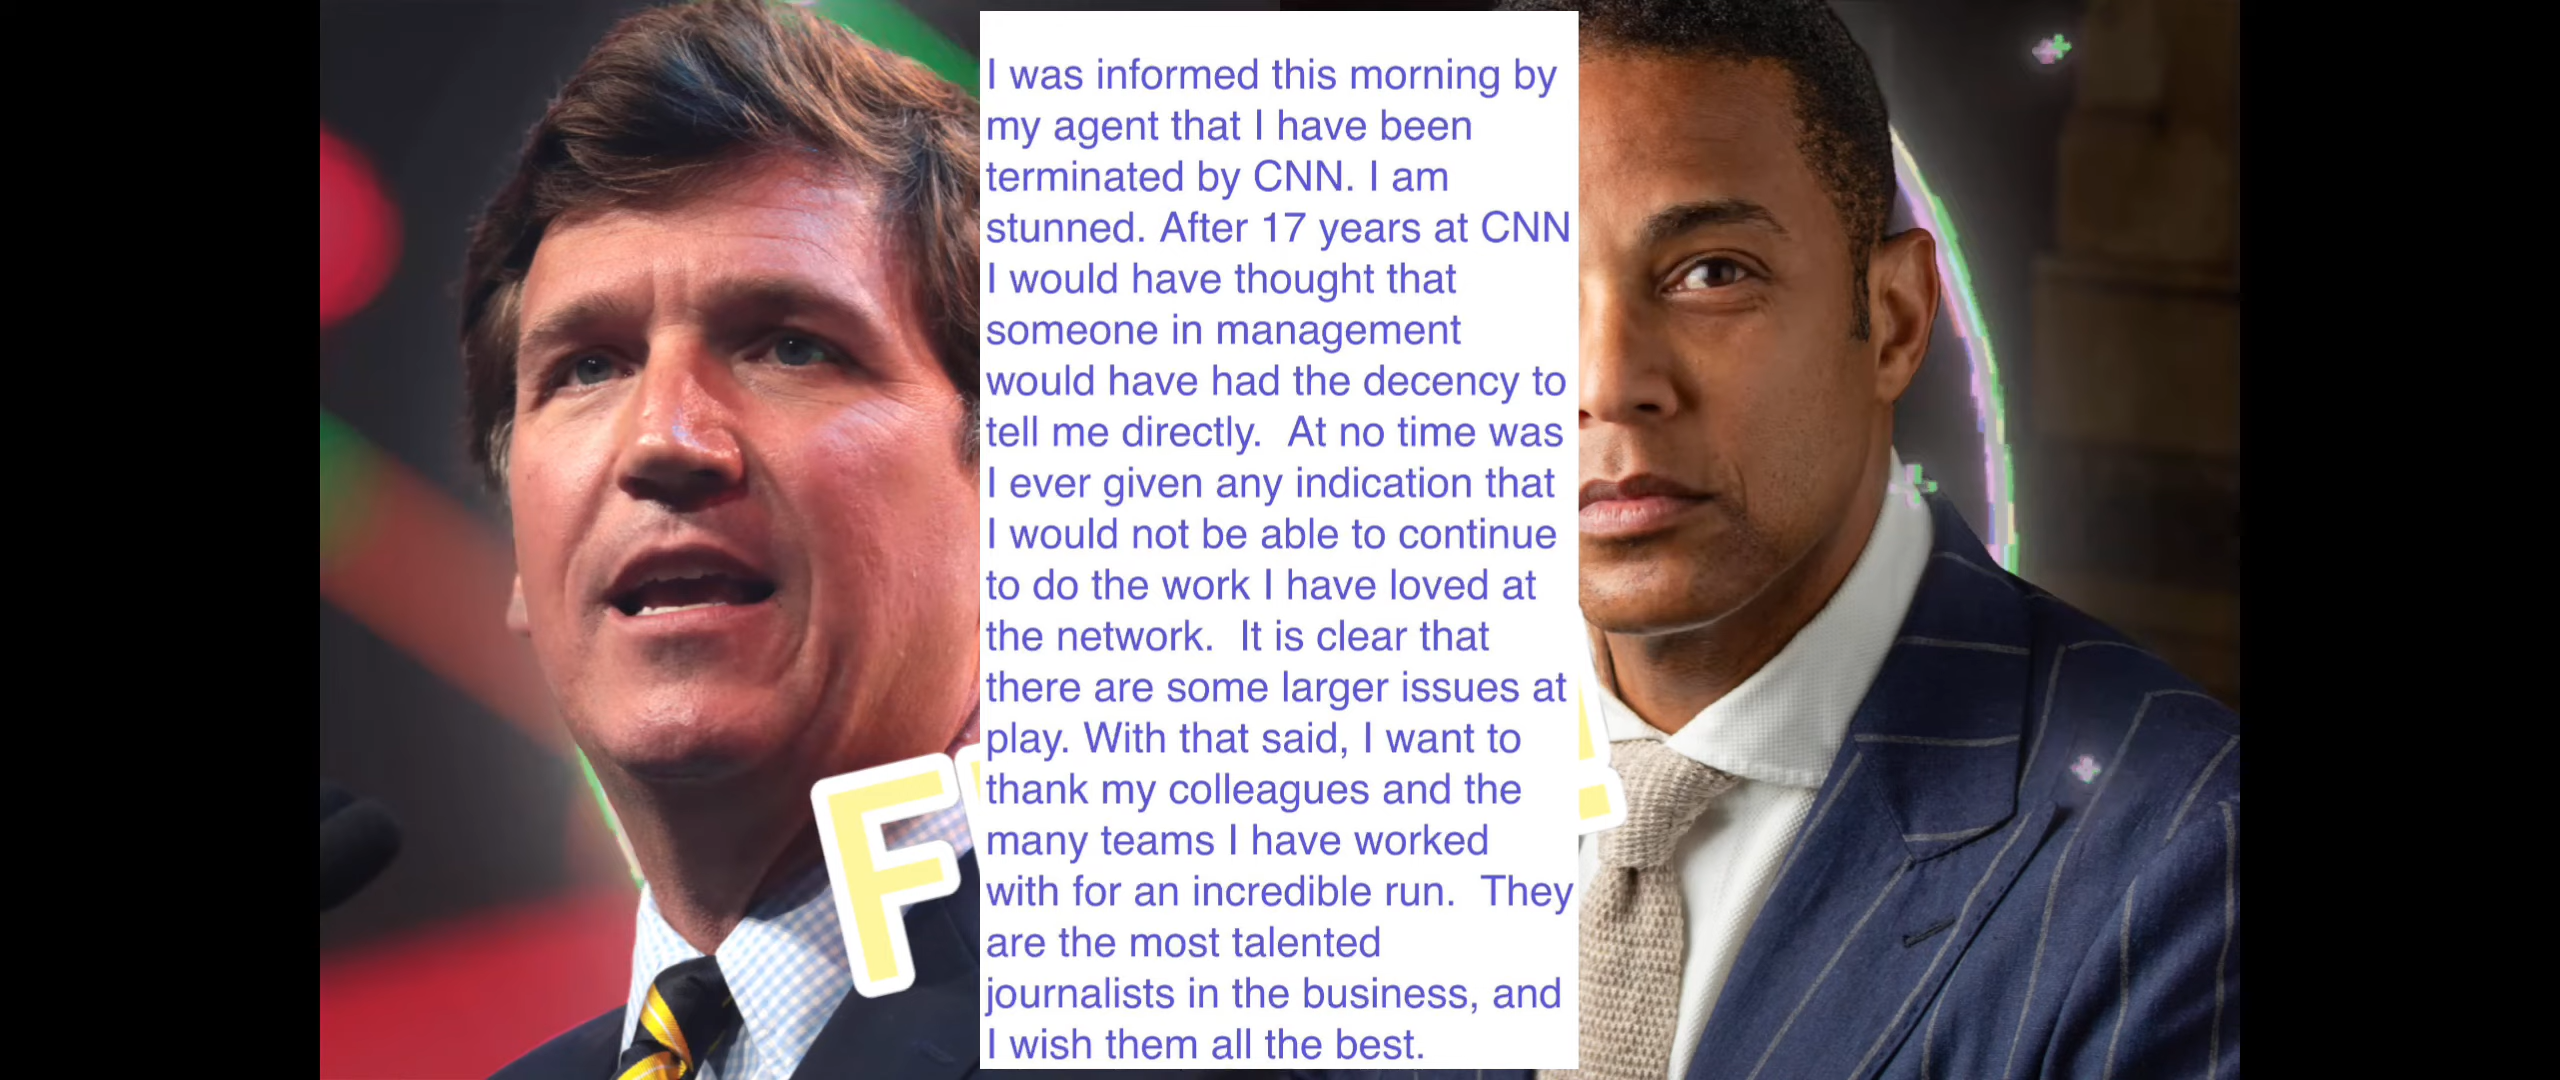 I was informed this morning by
my agent that I have been
terminated by CNN. I am
stunned. After 17 years at CNN
I would have thought that
someone in management
would have had the decency to
tell me directly.  At no time was
I ever given any indication that
I would not be able to continue
to do the work I have loved at
the network.  It is clear that
there are some larger issues at
play. With that said, I want to
thank my colleagues and the
many teams I have worked
with for an incredible run.  They
are the most talented
journalists in the business, and
I wish them all the best.